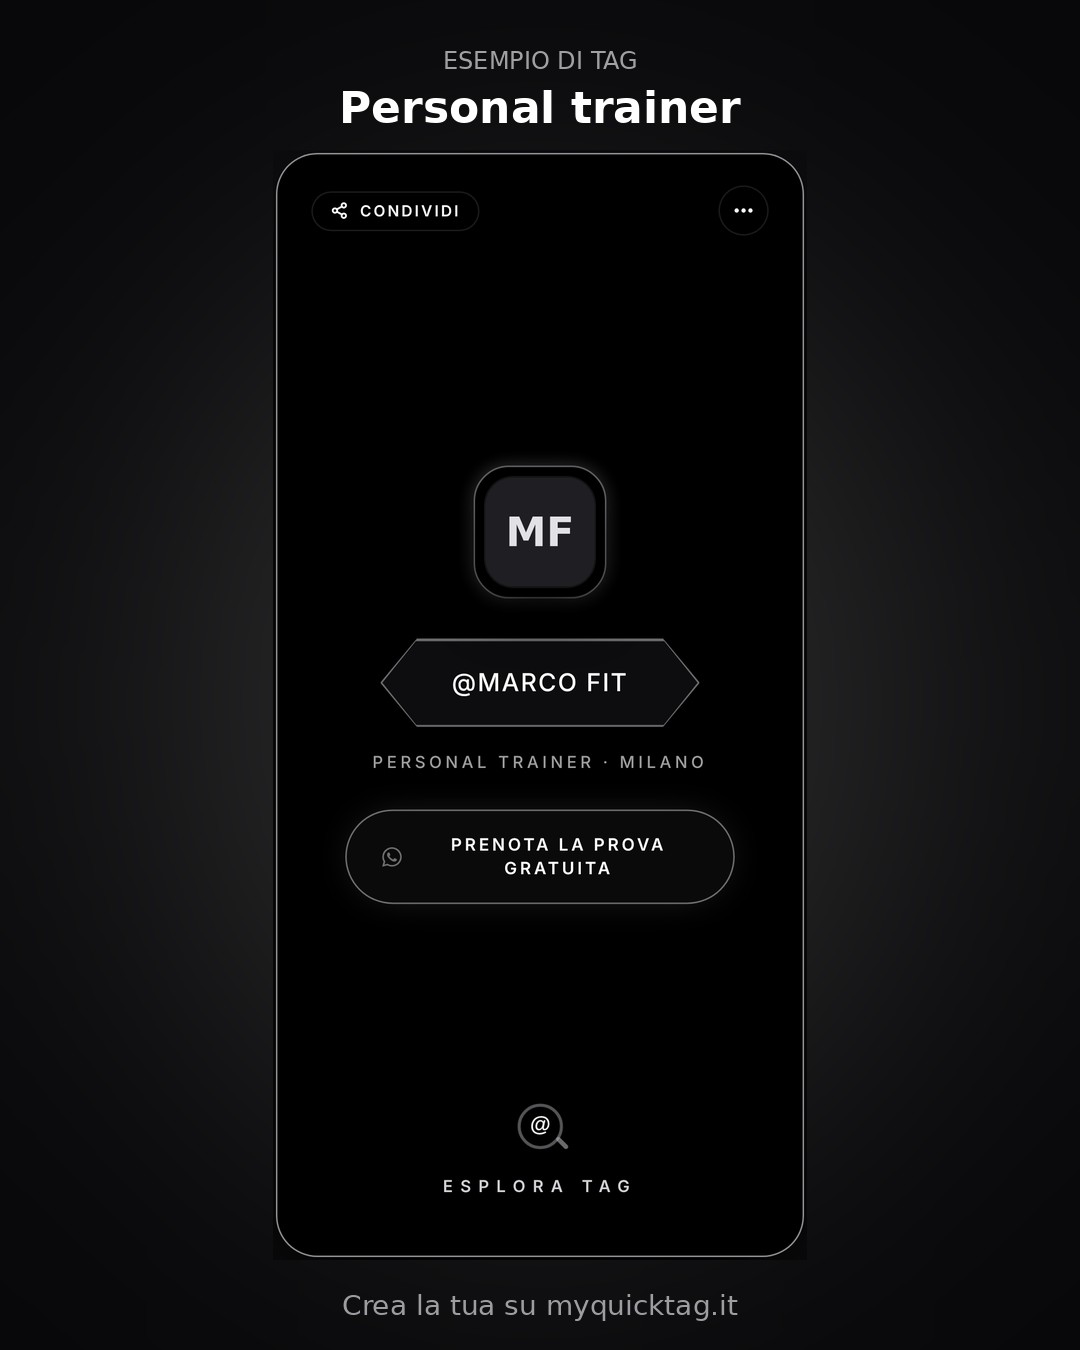 ESEMPIO DI TAG
Personal trainer
CONDIVIDI
MF
@MARCO FIT
PERSONAL TRAINER · MILANO
PRENOTA LA PROVA
GRATUITA
@
ESPLORA TAG
Crea la tua su myquicktag.it